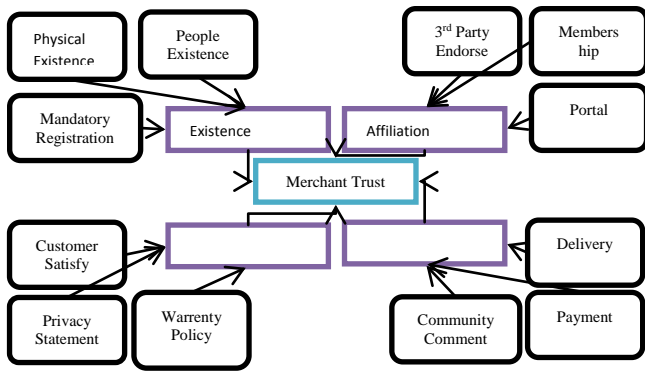 Physical
Existence
People
Existence
3rd Party
Endorse
Members
hip
Mandatory
Registration
Existence
Affiliation
Portal
Merchant Trust
Customer
Satisfy
Delivery
Privacy
Statement
Warrenty
Policy
Community
Comment
Payment